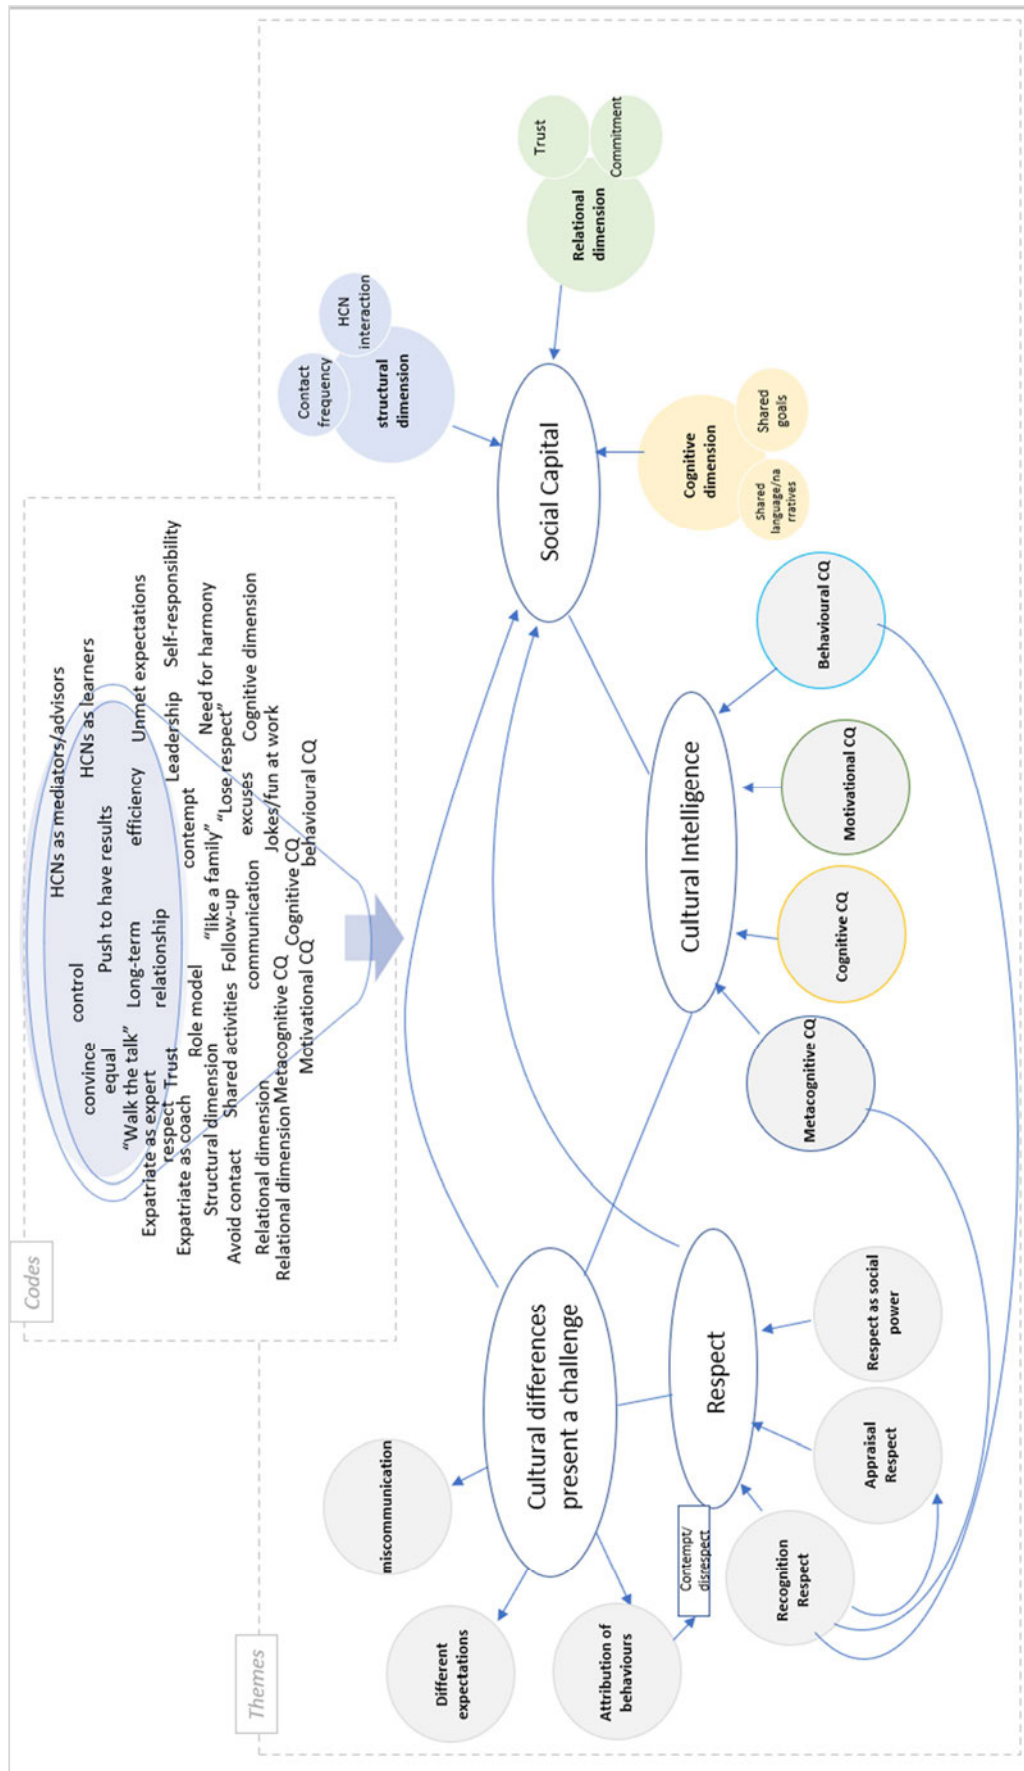 Codes
HCNs as mediators/advisors
control
HCNs as learners
convince
Push to have results
equal
"Walk the talk"
Long-term
relationship
efficiency
Unmet expectations
Expatriate as expert
respect
Trust
contempt
Leadership
Self-responsibility
Expatriate as coach
Role model
"like a family"
"Lose respect"
Need for harmony
Structural dimension
Shared activities
Follow-up
Avoid contact
communication
excuses
Cognitive dimension
Relational dimension
Relational dimension
Metacognitive CQ
Cognitive CQ
Jokes/fun at work
Motivational CQ
behavioural CQ
Themes
miscommunication
Different
expectations
Attribution of
behaviours
Cultural differences
present a challenge
Contempt/
disrespect
Respect
Recognition
Respect
Appraisal
Respect
Respect as social
power
Cultural Intelligence
Metacognitive CQ
Cognitive CQ
Motivational CQ
Behavioural CQ
Social Capital
Contact
frequency
HCN
interaction
structural
dimension
Trust
Commitment
Relational
dimension
Cognitive
dimension
Shared
language/na
rratives
Shared
goals